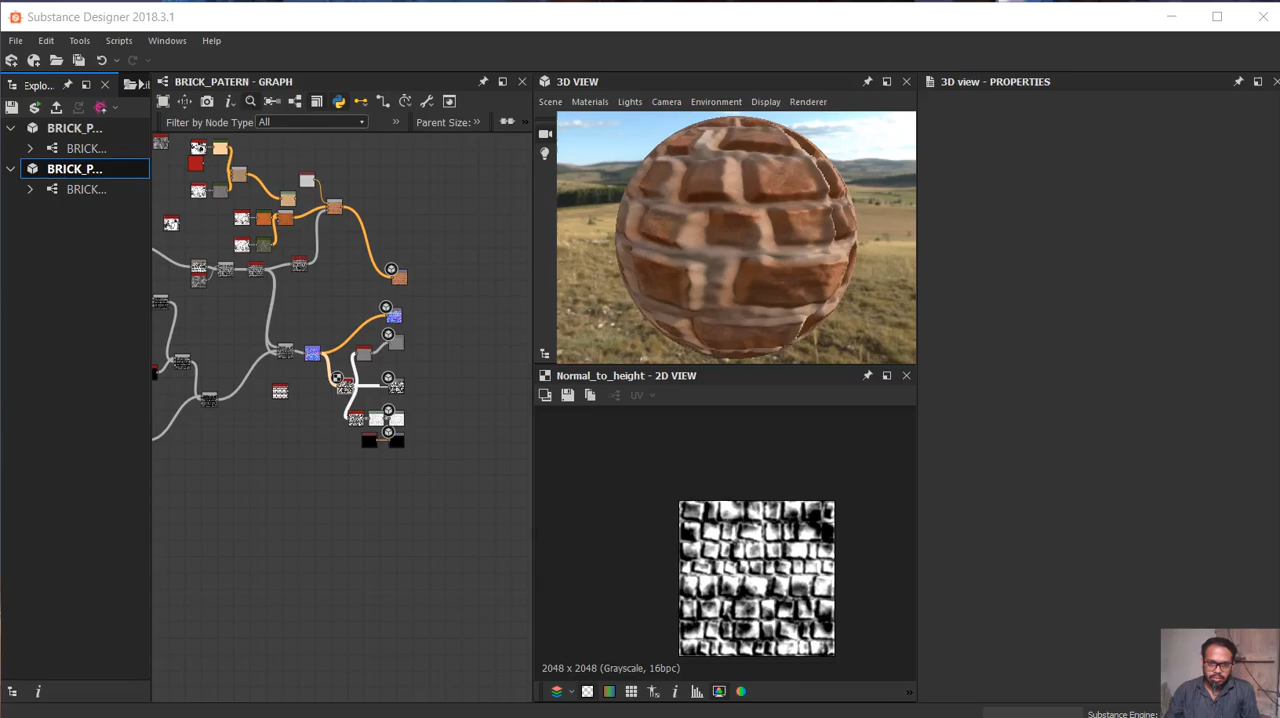 Substance Designer 2018.3.1
File Edit Tools Scripts Windows Help
Explo...
BRICK_PATERN - GRAPH
3D VIEW
3D view - PROPERTIES
Scene Materials Lights Camera Environment Display Renderer
Filter by Node Type All Parent Size:
BRICK_P...
BRICK...
BRICK_P...
BRICK...
Normal_to_height - 2D VIEW
UV
2048 x 2048 (Grayscale, 16bpc)
Substance Engine: